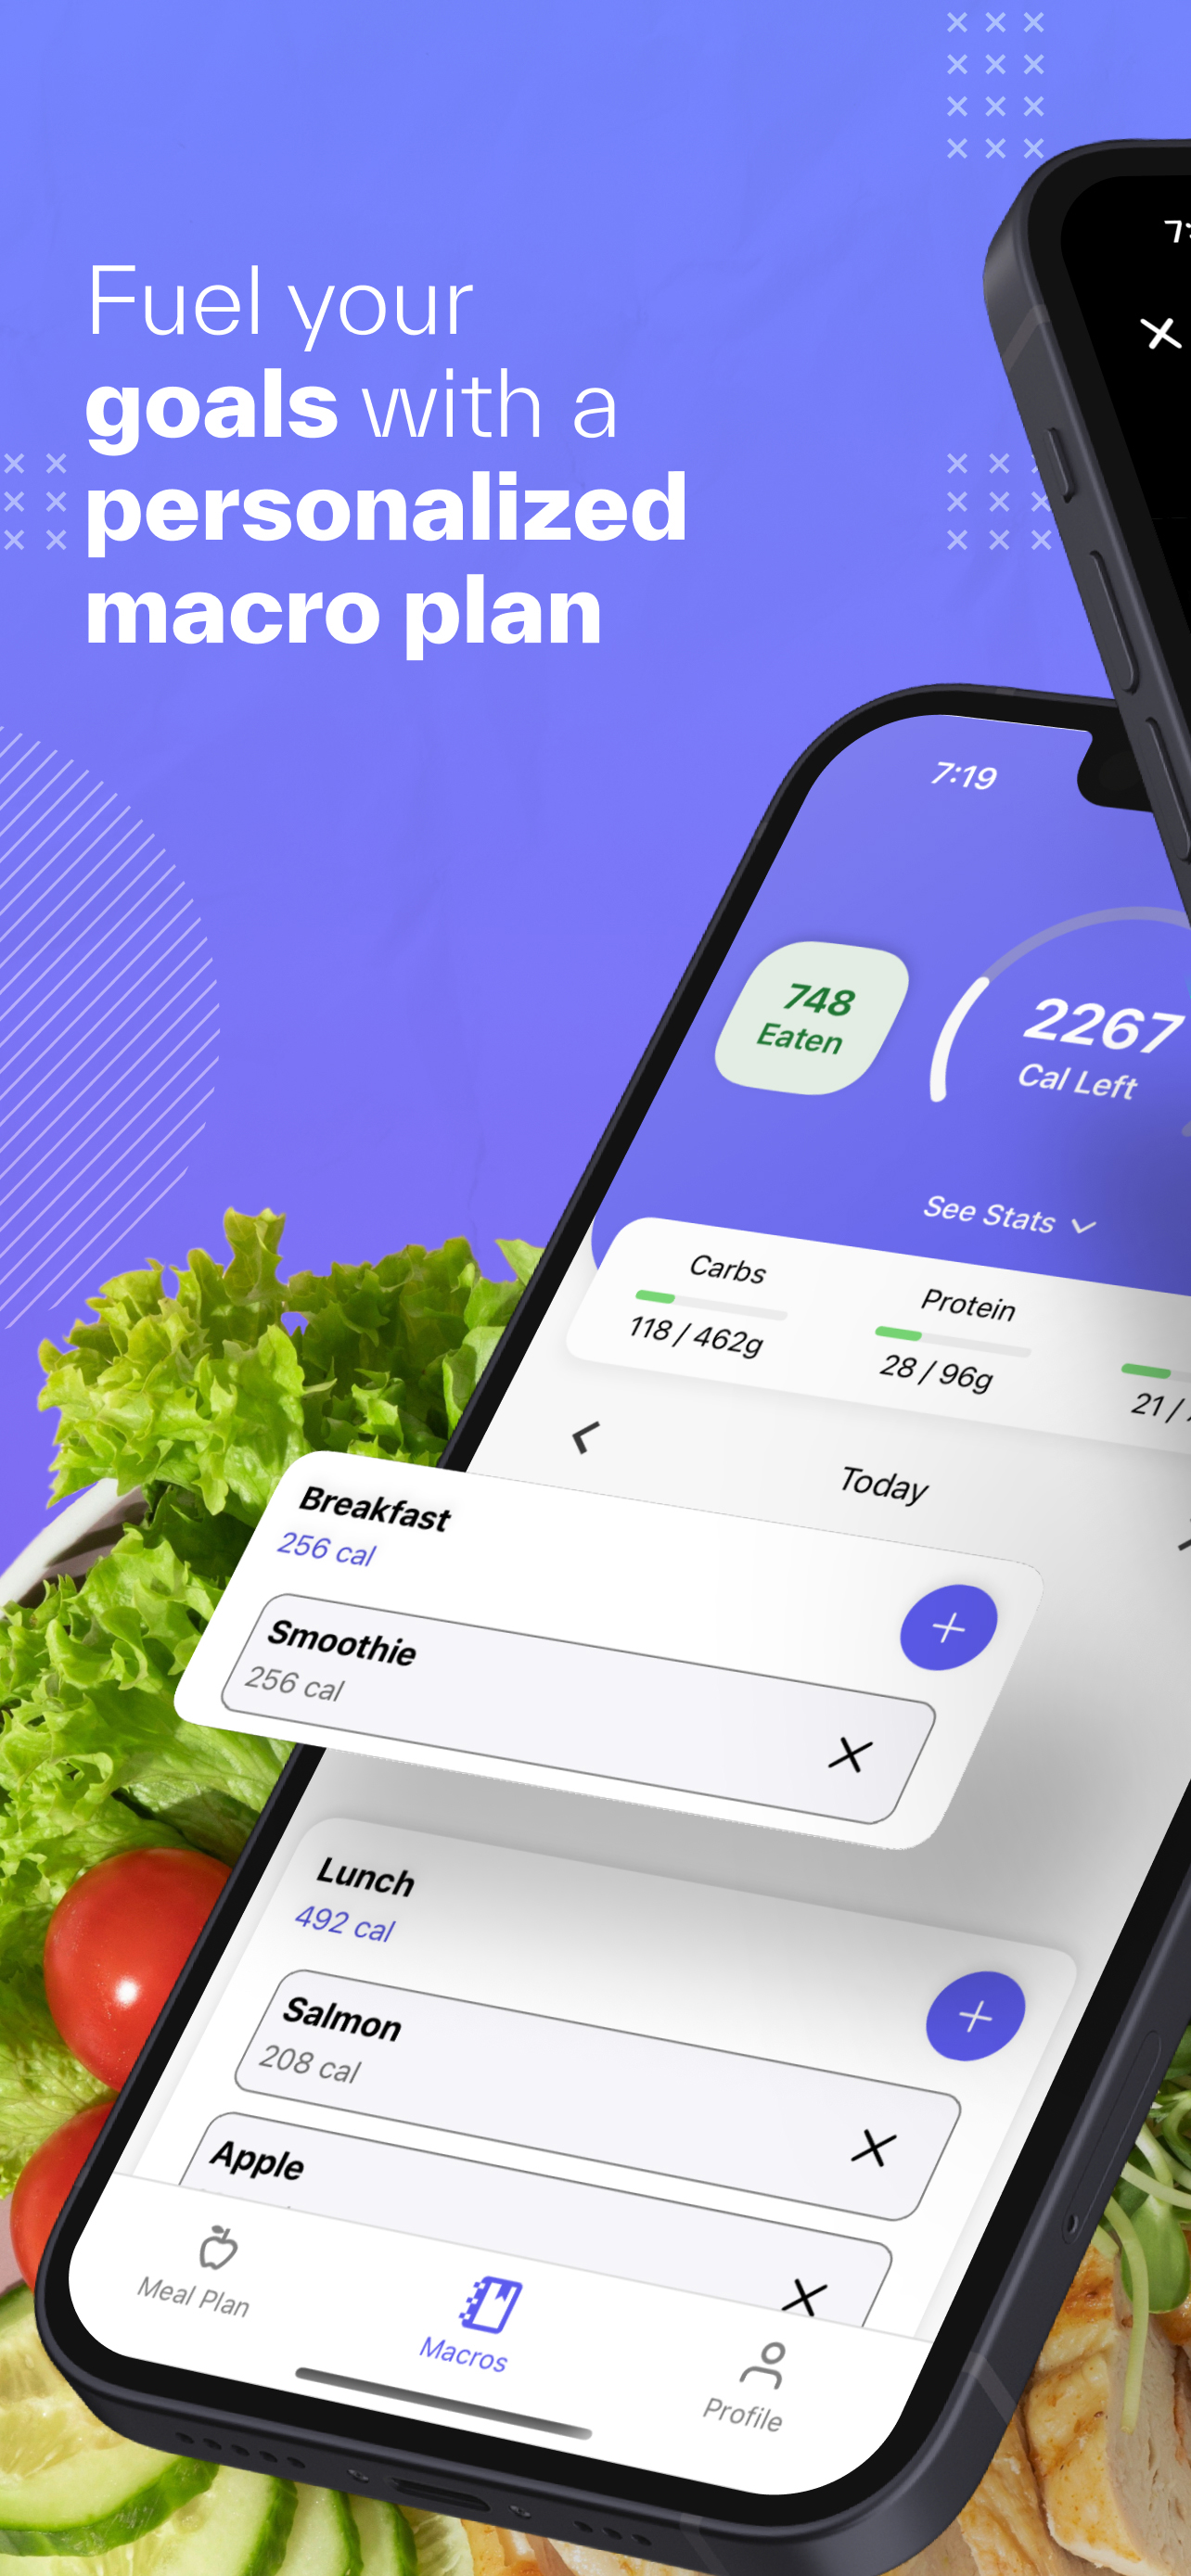 Fuel your
goals with a
personalized
macro plan
7:19
748
Eaten
2267
Cal Left
See Stats
Carbs
118 / 462g
Protein
28 / 96g
21 /
Today
Breakfast
256 cal
Smoothie
256 cal
Lunch
492 cal
Salmon
208 cal
Apple
Meal Plan
Macros
Profile